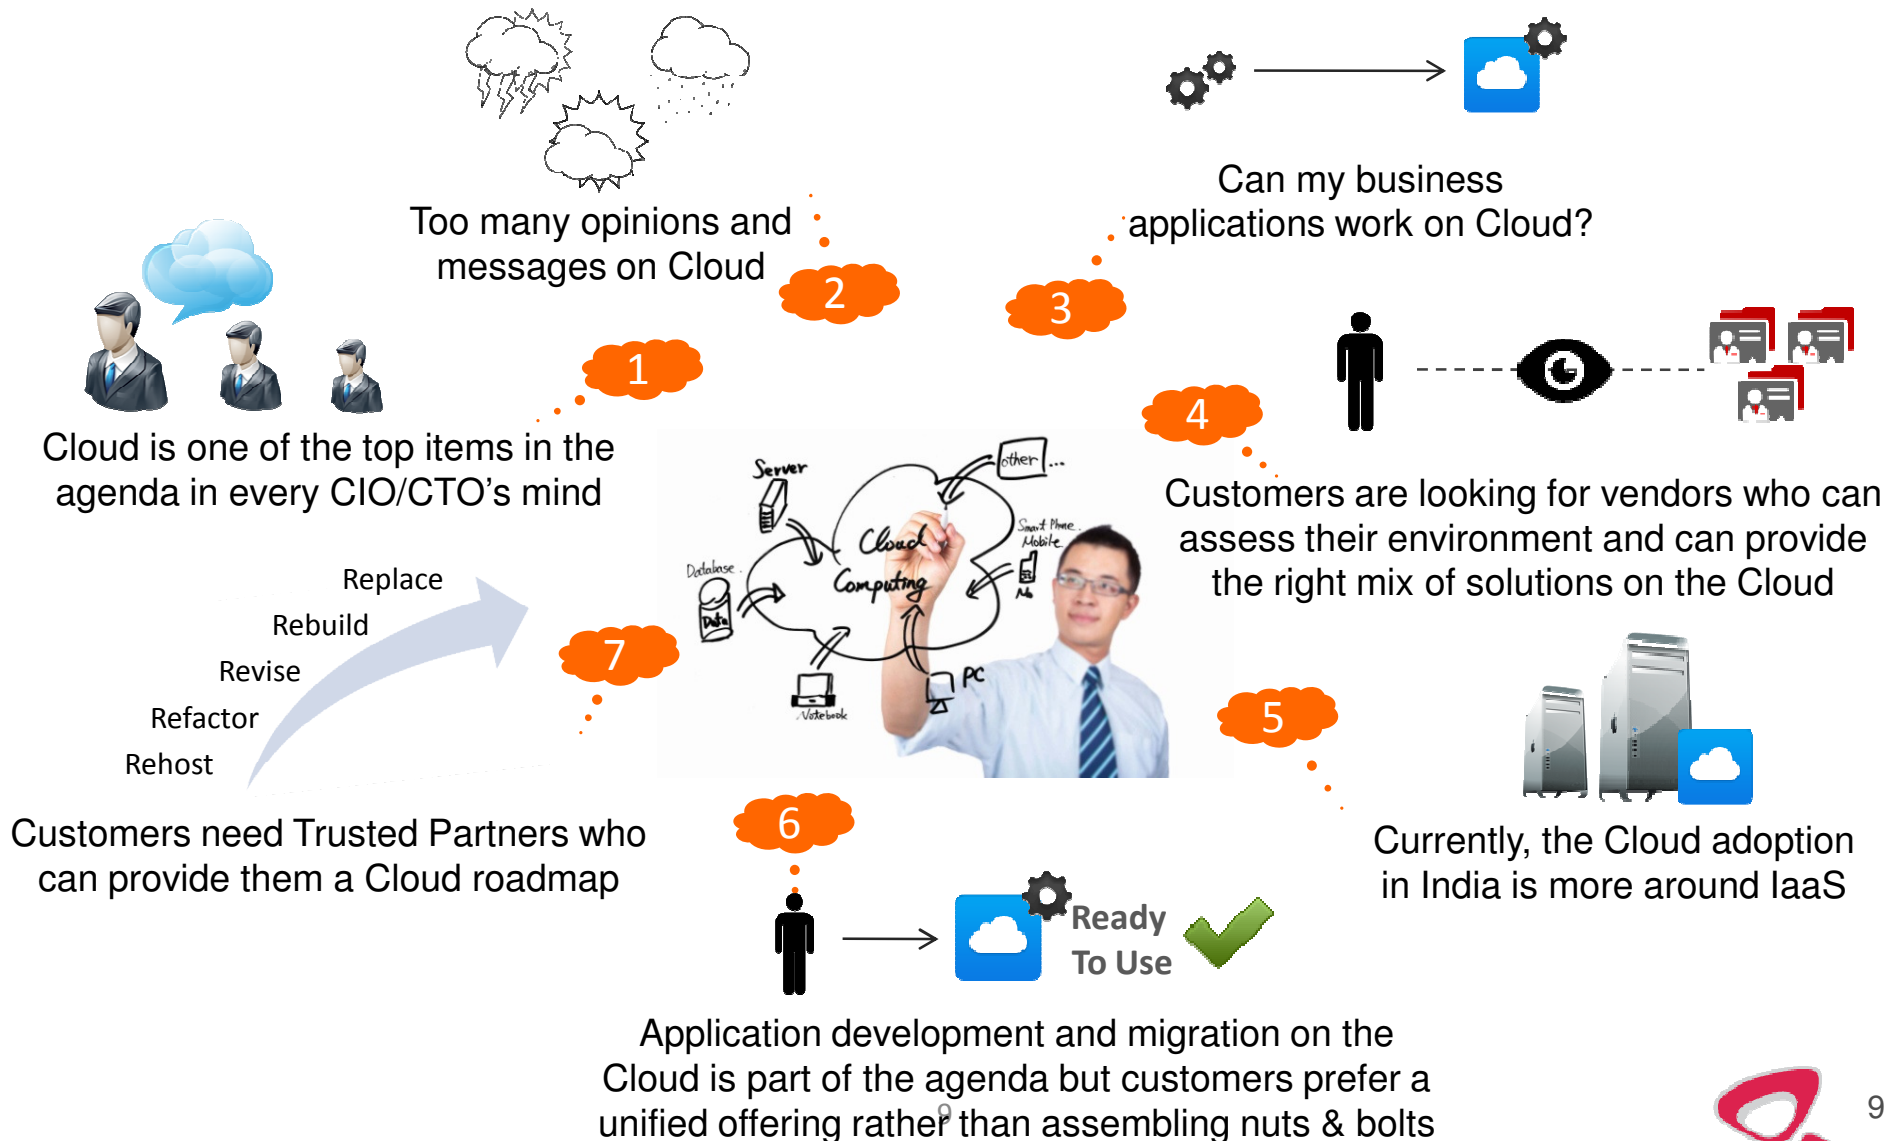 Too many opinions and
messages on Cloud
2
3
Can my business
applications work on Cloud?
1
Cloud is one of the top items in the
agenda in every CIO/CTO’s mind
4
Customers are looking for vendors who can
assess their environment and can provide
the right mix of solutions on the Cloud
Server
other ...
Cloud
Computing
Smart Phone.
Mobile
Database.
Data
Notebook
PC
Replace
Rebuild
Revise
Refactor
Rehost
7
Customers need Trusted Partners who
can provide them a Cloud roadmap
5
Currently, the Cloud adoption
in India is more around IaaS
6
Ready
To Use
Application development and migration on the
Cloud is part of the agenda but customers prefer a
unified offering rather than assembling nuts & bolts
9
9